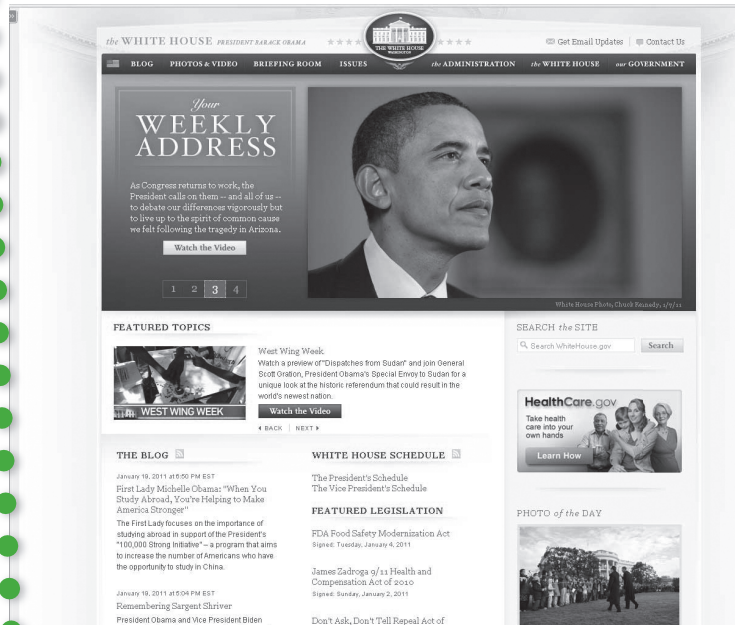 the WHITE HOUSE PRESIDENT BARACK OBAMA
THE WHITE HOUSE
WASHINGTON
Get Email Updates
Contact Us
BLOG
PHOTOS & VIDEO
BRIEFING ROOM
ISSUES
the ADMINISTRATION
the WHITE HOUSE
our GOVERNMENT
Your
WEEKLY
ADDRESS
As Congress returns to work, the
President calls on them -- and all of us --
to debate our differences vigorously but
to live up to the spirit of common cause
we felt following the tragedy in Arizona.
Watch the Video
1 2 3 4
White House Photo, Chuck Kennedy, 1/7/11
FEATURED TOPICS
WEST WING WEEK
West Wing Week
Watch a preview of "Dispatches from Sudan" and join General
Scott Gration, President Obama's Special Envoy to Sudan for a
unique look at the historic referendum that could result in the
world's newest nation.
Watch the Video
BACK | NEXT
THE BLOG
January 19, 2011 at 6:50 PM EST
First Lady Michelle Obama: "When You
Study Abroad, You're Helping to Make
America Stronger"
The First Lady focuses on the importance of
studying abroad in support of the President's
"100,000 Strong Initiative" – a program that aims
to increase the number of Americans who have
the opportunity to study in China.
January 19, 2011 at 6:04 PM EST
Remembering Sargent Shriver
President Obama and Vice President Biden
WHITE HOUSE SCHEDULE
The President's Schedule
The Vice President's Schedule
FEATURED LEGISLATION
FDA Food Safety Modernization Act
Signed: Tuesday, January 4, 2011
James Zadroga 9/11 Health and
Compensation Act of 2010
Signed: Sunday, January 2, 2011
Don't Ask, Don't Tell Repeal Act of
SEARCH the SITE
Search WhiteHouse.gov
Search
HealthCare.gov
Take health
care into your
own hands
Learn How
PHOTO of the DAY